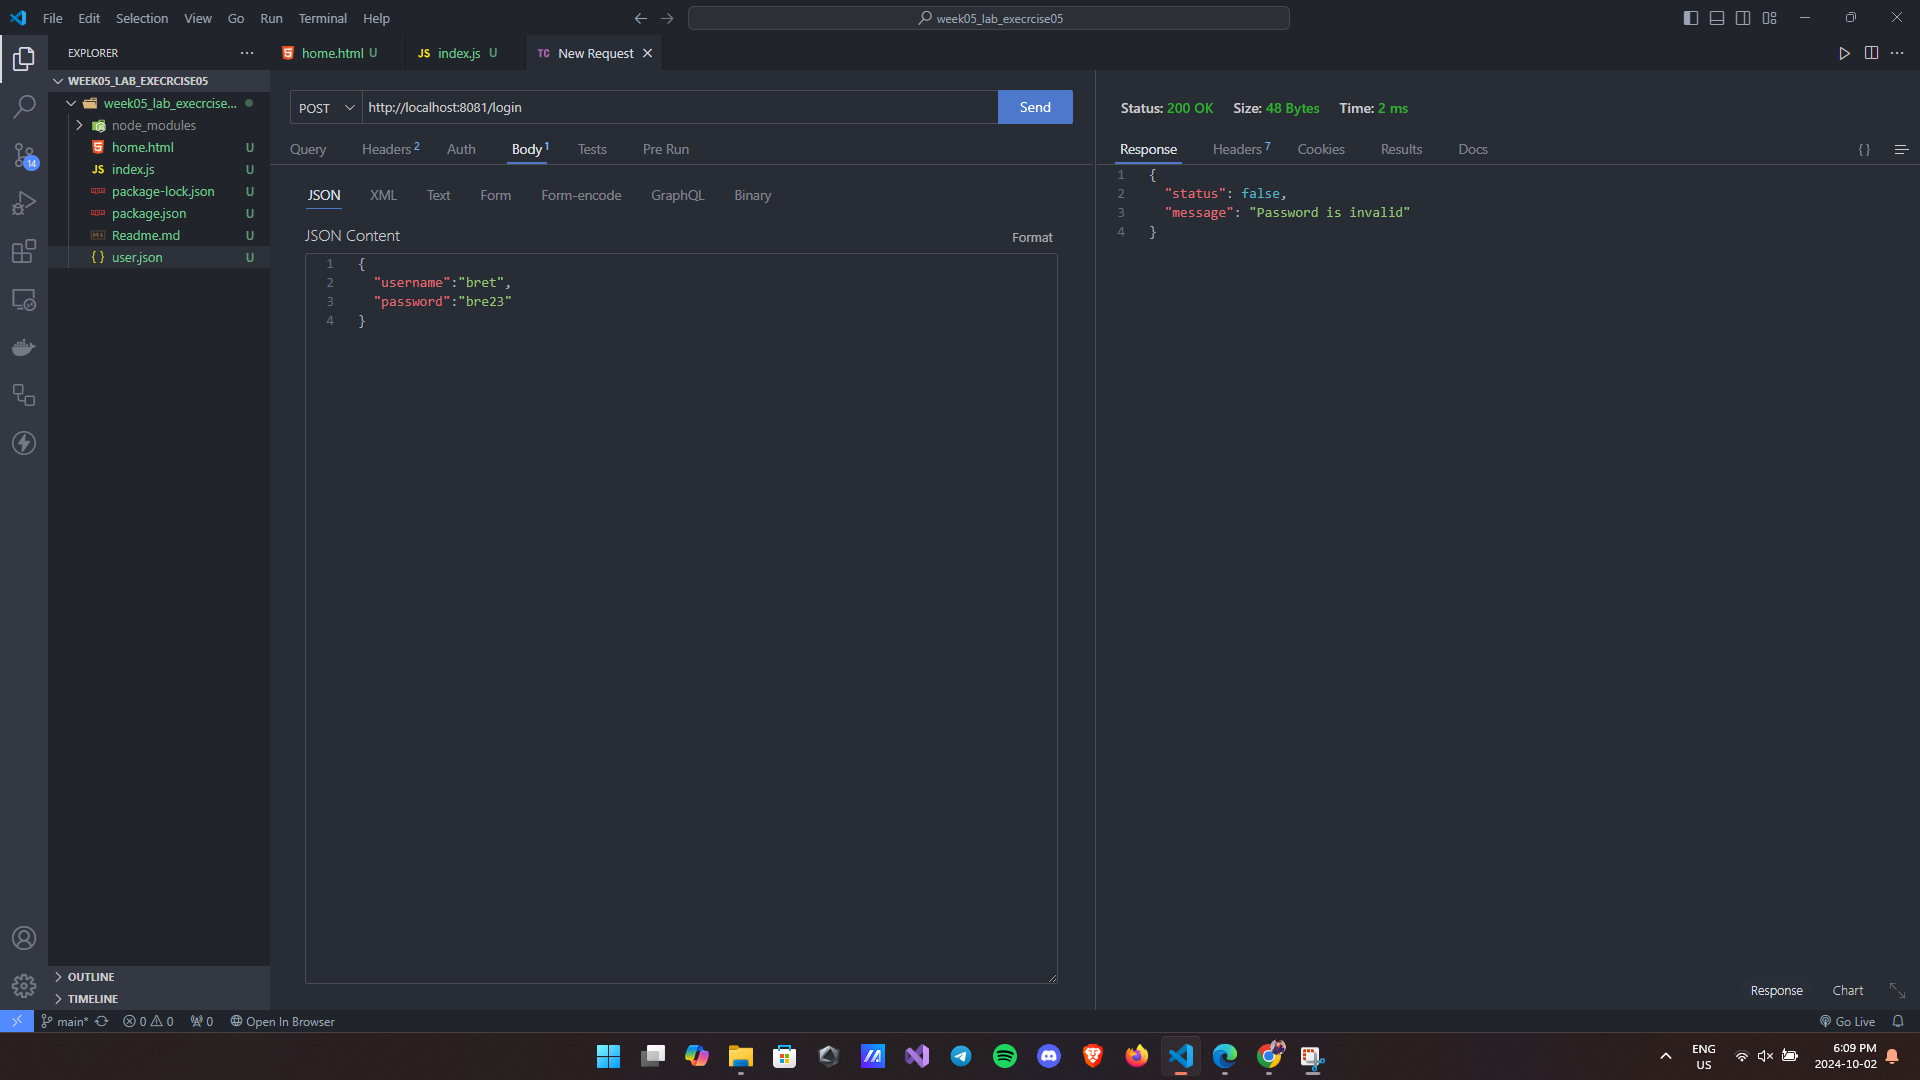 File Edit Selection View Go Run Terminal Help
week05_lab_execrcise05
EXPLORER
home.html U
JS index.js U
TC New Request
WEEK05_LAB_EXECRCISE05
week05_lab_execrcise...
node_modules
home.html U
JS index.js U
package-lock.json U
package.json U
Readme.md U
{ } user.json U
14
OUTLINE
TIMELINE
POST http://localhost:8081/login Send
Query Headers 2 Auth Body 1 Tests Pre Run
JSON XML Text Form Form-encode GraphQL Binary
JSON Content
Format
1 {
2 "username":"bret",
3 "password":"bre23"
4 }
Status: 200 OK Size: 48 Bytes Time: 2 ms
Response Headers 7 Cookies Results Docs { }
1 {
2 "status": false,
3 "message": "Password is invalid"
4 }
Response Chart
main* 0 0 0 Open In Browser Go Live
ENG
US
6:09 PM
2024-10-02